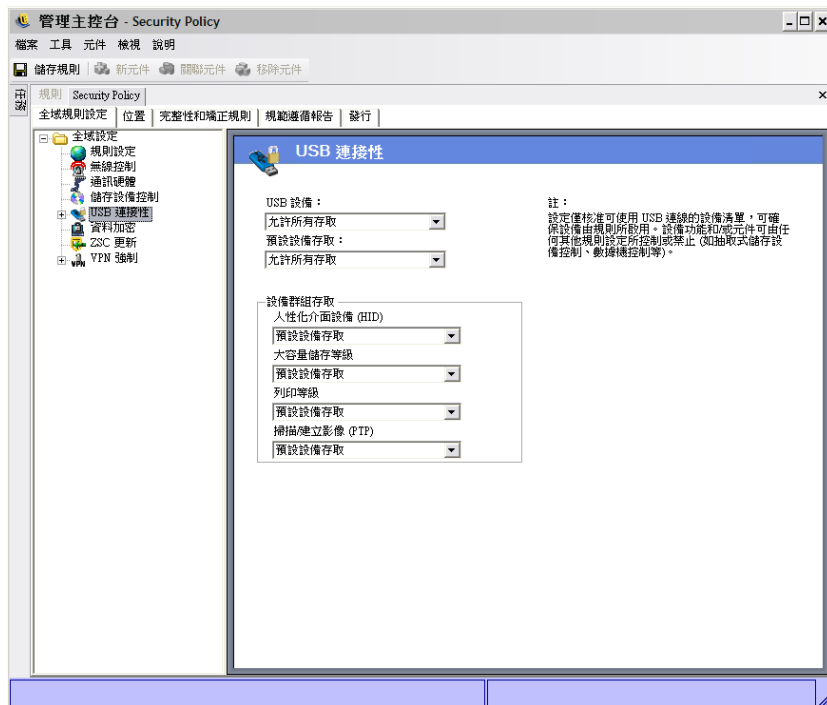 管理主控台 - Security Policy
檔案 工具 元件 檢視 說明
儲存規則 新元件 關聯元件 移除元件
規則 Security Policy
全域規則設定 位置 完整性和矯正規則 規範遵循報告 發行
全域設定
規則設定
無線控制
通訊硬體
儲存設備控制
USB 連接性
資料加密
ZSC 更新
VPN 強制
USB 連接性
USB 設備：
允許所有存取
預設設備存取：
允許所有存取
設備群組存取
人性化介面設備 (HID)
預設設備存取
大容量儲存等級
預設設備存取
列印等級
預設設備存取
掃描/建立影像 (PTP)
預設設備存取
註：
設定僅核准可使用 USB 連線的設備清單，可確
保設備由規則所啟用。設備功能和/或元件可由任
何其他規則設定所控制或禁止 (如抽取式儲存設
備控制、數據機控制等)。